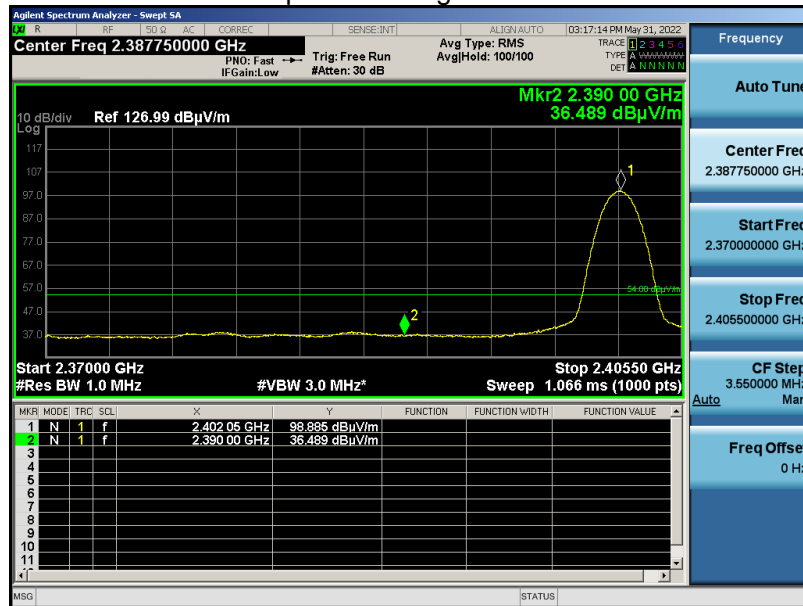 Agilent Spectrum Analyzer - Swept SA
LXI R RF 50 Ω AC CORREC SENSE:INT ALIGN AUTO 03:17:14 PM May 31, 2022
Center Freq 2.387750000 GHz
PNO: Fast
IFGain:Low
Trig: Free Run
#Atten: 30 dB
Avg Type: RMS
Avg|Hold: 100/100
TRACE 1 2 3 4 5 6
TYPE A
DET A N N N N N
Mkr2 2.390 00 GHz
36.489 dBµV/m
10 dB/div Ref 126.99 dBµV/m
Log
117
107
97.0
87.0
77.0
67.0
57.0
47.0
37.0
1
54.00 dBµV/m
2
Start 2.37000 GHz Stop 2.40550 GHz
#Res BW 1.0 MHz #VBW 3.0 MHz* Sweep 1.066 ms (1000 pts)
MKR MODE TRC SCL X Y FUNCTION FUNCTION WIDTH FUNCTION VALUE
1 N 1 f 2.402 05 GHz 98.885 dBµV/m
2 N 1 f 2.390 00 GHz 36.489 dBµV/m
3
4
5
6
7
8
9
10
11
MSG STATUS
Frequency
Auto Tune
Center Freq
2.387750000 GHz
Start Freq
2.370000000 GHz
Stop Freq
2.405500000 GHz
CF Step
3.550000 MHz
Auto Man
Freq Offset
0 Hz